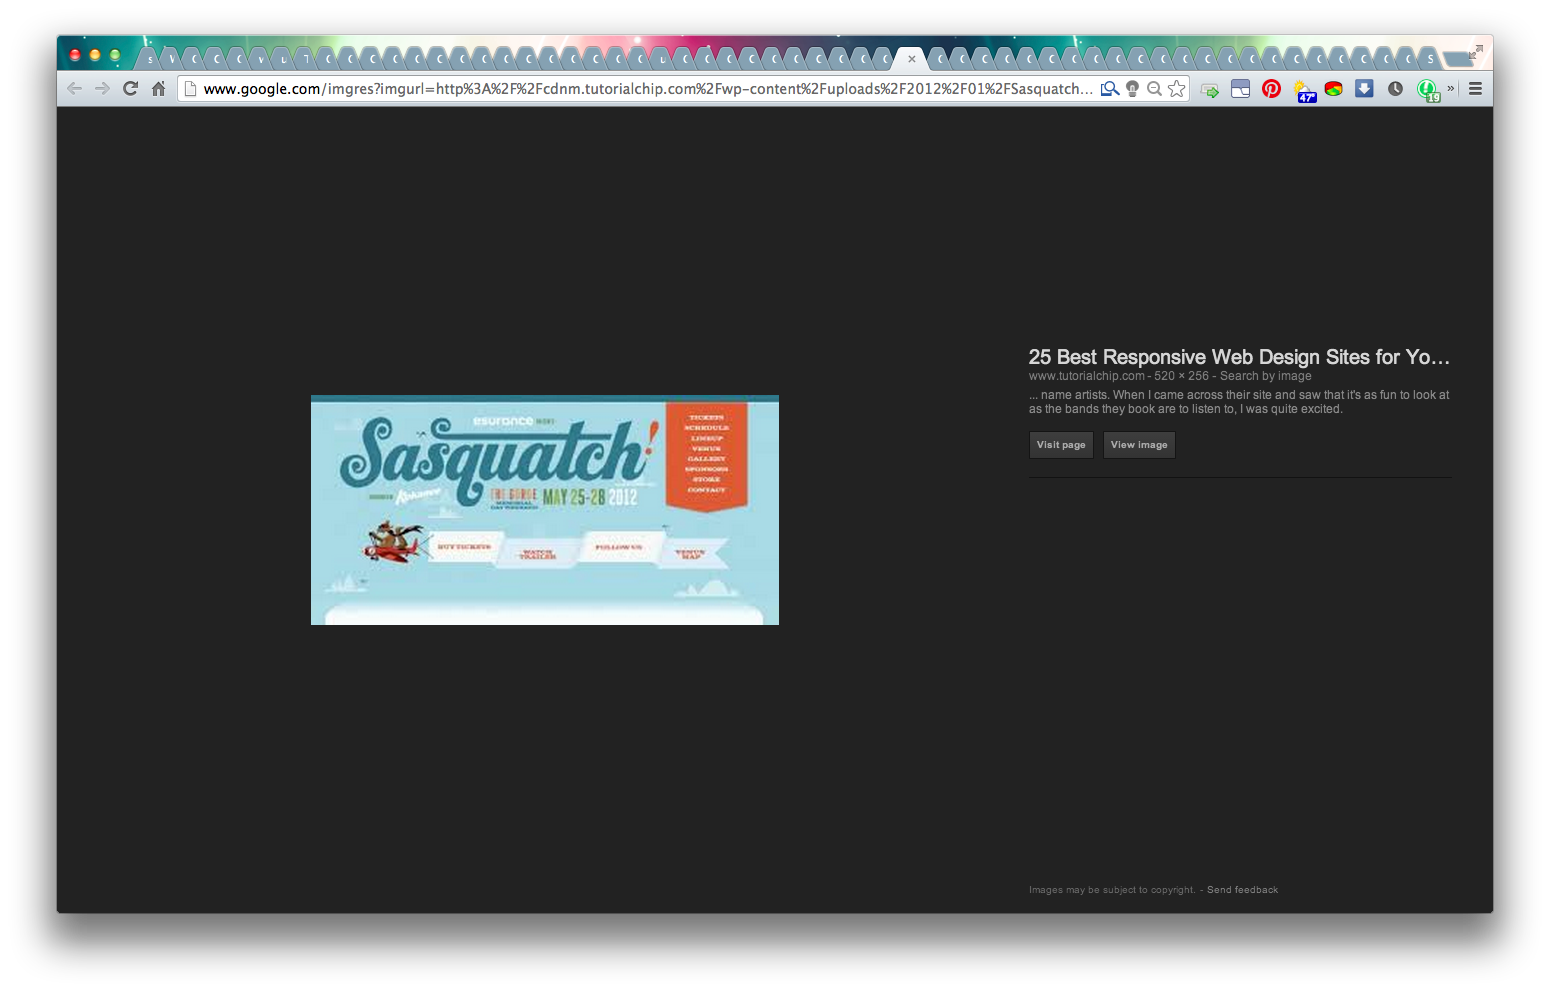 www.google.com/imgres?imgurl=http%3A%2F%2Fcdnm.tutorialchip.com%2Fwp-content%2Fuploads%2F2012%2F01%2FSasquatch...
47°
19
25 Best Responsive Web Design Sites for Yo...
www.tutorialchip.com - 520 × 256 - Search by image
... name artists. When I came across their site and saw that it's as fun to look at
as the bands they book are to listen to, I was quite excited.
Visit page
View image
esurance
Sasquatch!
THE GORGE
MAY 25-28 2012
TICKETS
SCHEDULE
LINEUP
VENUE
GALLERY
SPONSORS
STORE
CONTACT
BUY TICKETS
WATCH
TRAILER
FOLLOW US
VENUE
MAP
Images may be subject to copyright. - Send feedback